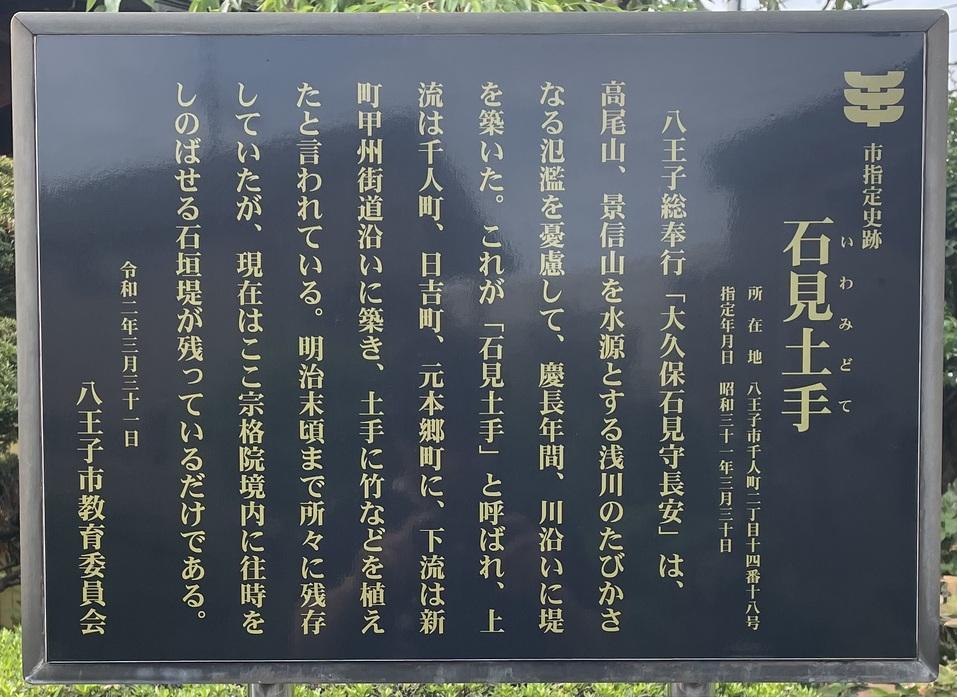 市指定史跡
いわみどて
石見土手
所在地 八王子市千人町二丁目十四番十八号
指定年月日 昭和三十一年三月三十日
八王子総奉行「大久保石見守長安」は、
高尾山、景信山を水源とする浅川のたびかさ
なる氾濫を憂慮して、慶長年間、川沿いに堤
を築いた。これが「石見土手」と呼ばれ、上
流は千人町、日吉町、元本郷町に、下流は新
町甲州街道沿いに築き、土手に竹などを植え
たと言われている。明治末頃まで所々に残存
していたが、現在はここ宗格院境内に往時を
しのばせる石垣堤が残っているだけである。
令和二年三月三十一日
八王子市教育委員会